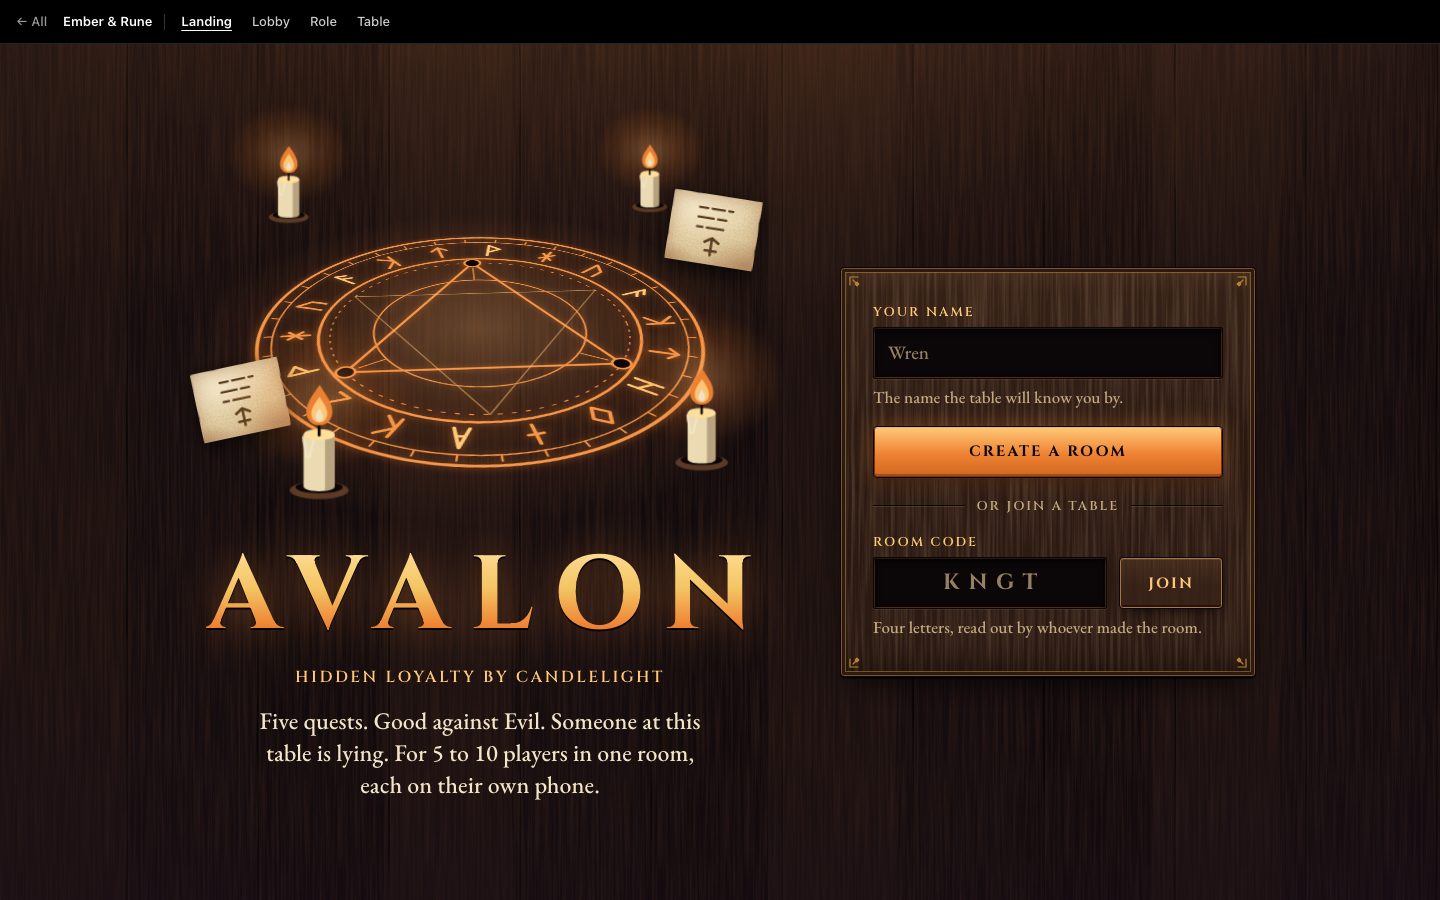 ← All Ember & Rune Landing Lobby Role Table
AVALON
HIDDEN LOYALTY BY CANDLELIGHT
Five quests. Good against Evil. Someone at this
table is lying. For 5 to 10 players in one room,
each on their own phone.
YOUR NAME
Wren
The name the table will know you by.
CREATE A ROOM
OR JOIN A TABLE
ROOM CODE
KNGT
JOIN
Four letters, read out by whoever made the room.